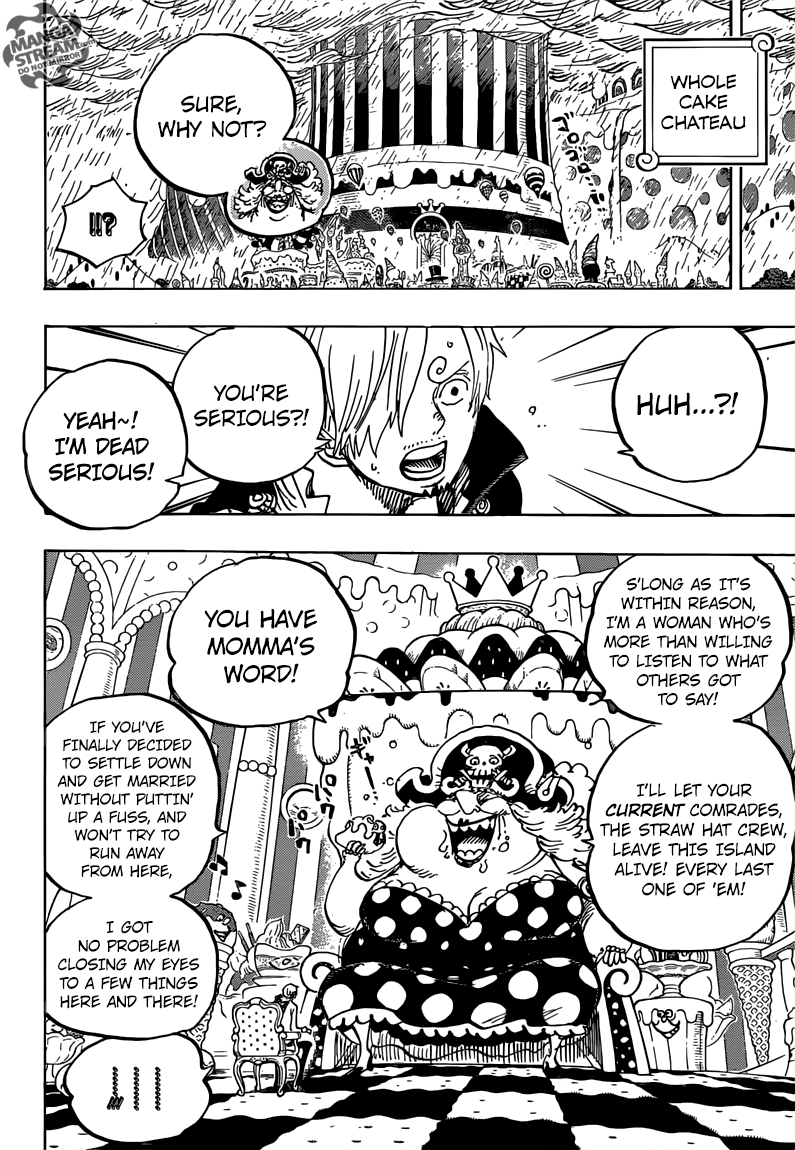 MANGA
STREAM.com
DO NOT MIRROR
WHOLE
CAKE
CHATEAU
SURE,
WHY NOT?
!!?
HUH...?!
YOU'RE
SERIOUS?!
YEAH~!
I'M DEAD
SERIOUS!
S'LONG AS IT'S
WITHIN REASON,
I'M A WOMAN WHO'S
MORE THAN WILLING
TO LISTEN TO WHAT
OTHERS GOT
TO SAY!
I'LL LET YOUR
CURRENT COMRADES,
THE STRAW HAT CREW,
LEAVE THIS ISLAND
ALIVE! EVERY LAST
ONE OF 'EM!
YOU HAVE
MOMMA'S
WORD!
IF YOU'VE
FINALLY DECIDED
TO SETTLE DOWN
AND GET MARRIED
WITHOUT PUTTIN'
UP A FUSS, AND
WON'T TRY TO
RUN AWAY
FROM HERE,
I GOT
NO PROBLEM
CLOSING MY EYES
TO A FEW THINGS
HERE AND THERE!